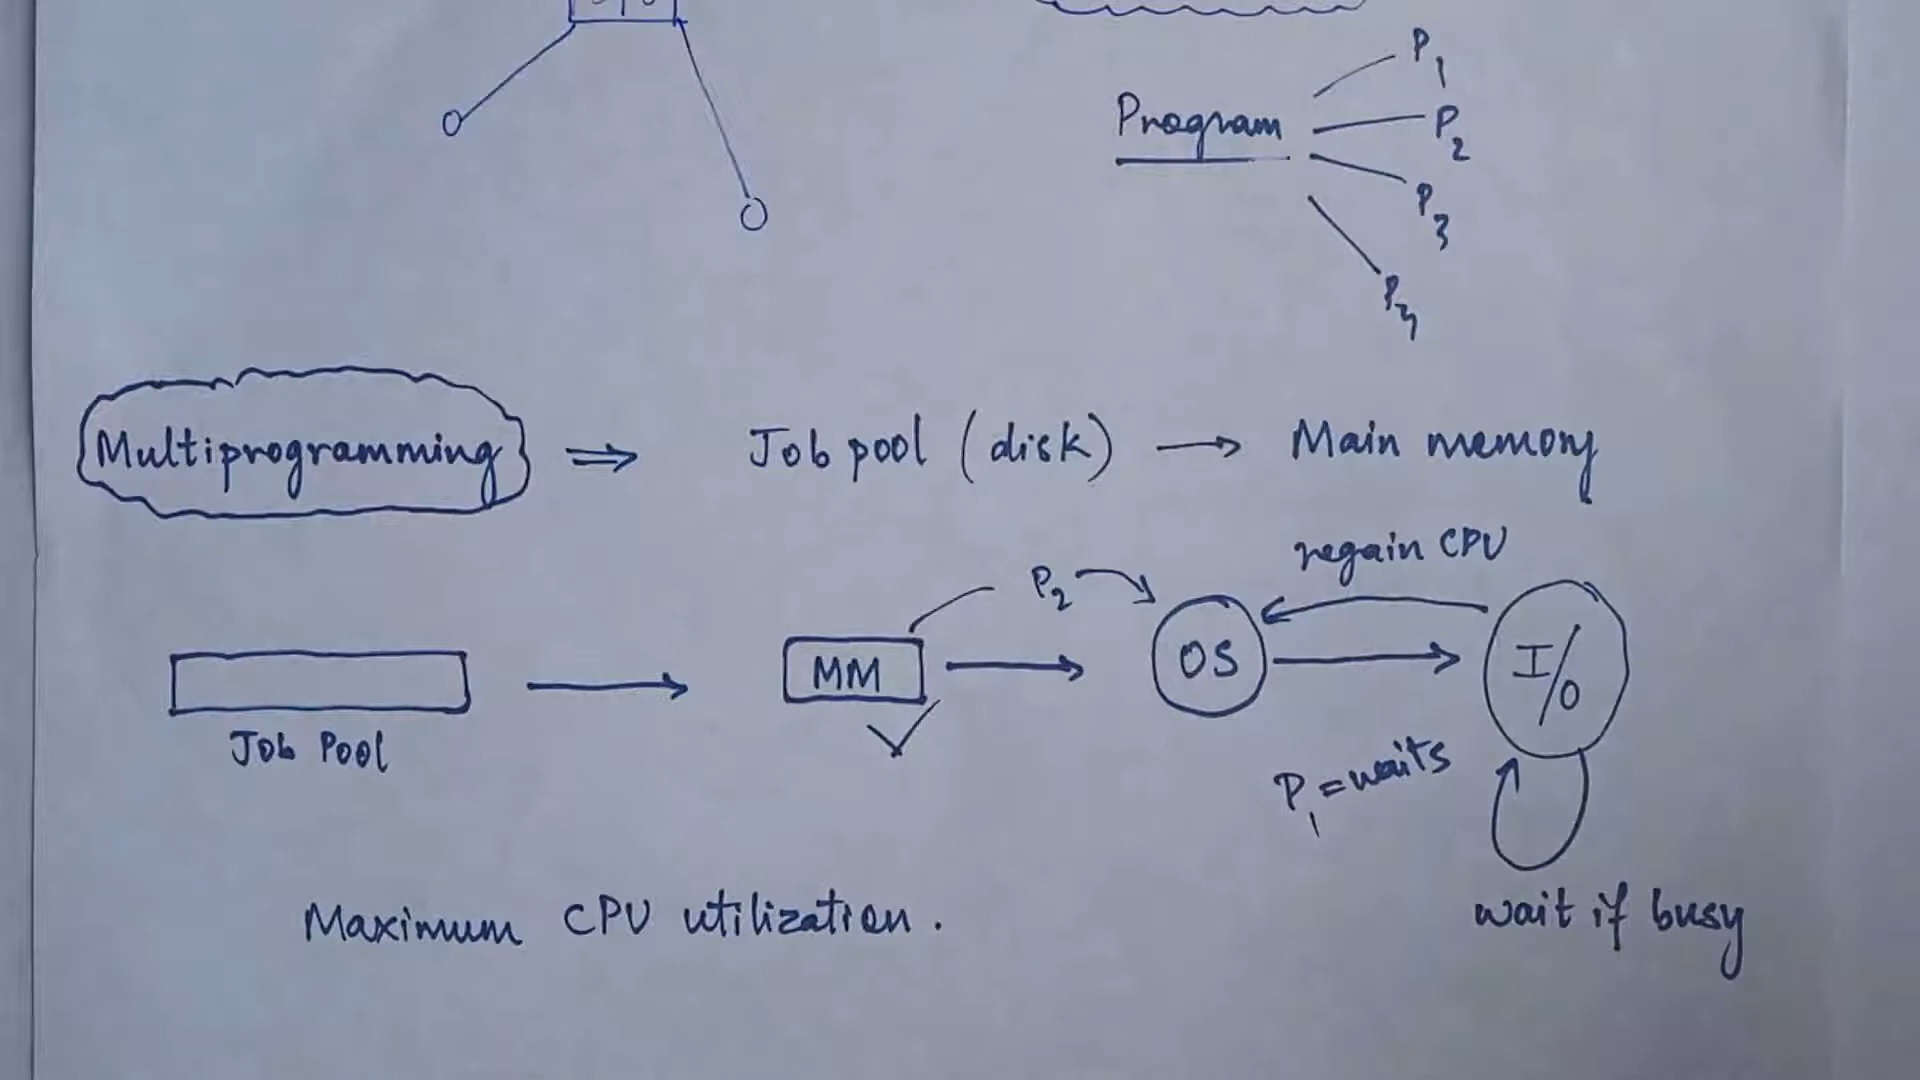 P1
Program
P2
P3
P4
Multiprogramming ⇒ Job pool (disk) → Main memory
regain CPU
P2
MM
OS
I/O
Job Pool
P1 = waits
Maximum CPU utilization.
wait if busy